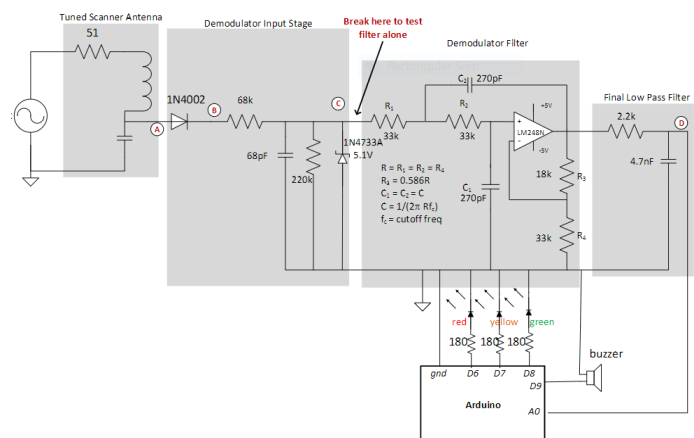 Tuned Scanner Antenna
51
Demodulator Input Stage
Break here to test
filter alone
Demodulator Filter
Final Low Pass Filter
1N4002
A
B
68k
C
68pF
220k
1N4733A
5.1V
C₂
270pF
R₁
33k
R₂
33k
+5V
+
LM248N
-
-5V
C₁
270pF
18k
R₃
33k
R₄
R = R₁ = R₂ = R₄
R₃ = 0.586R
C₁ = C₂ = C
C = 1/(2π Rf꜀)
f꜀ = cutoff freq
2.2k
D
4.7nF
red
yellow
green
180
180
180
buzzer
gnd
D6
D7
D8
D9
Arduino
A0